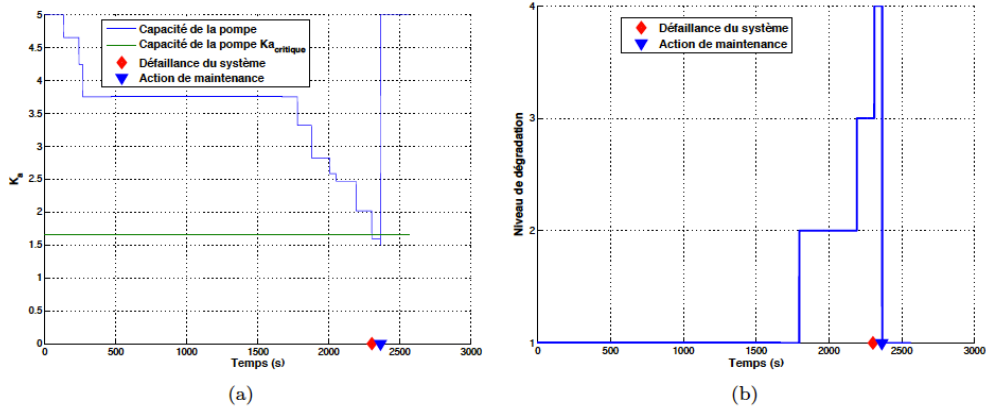 5
4.5
4
3.5
3
2.5
2
1.5
1
0.5
0
Kₐ
Capacité de la pompe
Capacité de la pompe Ka_critique
Défaillance du système
Action de maintenance
0 500 1000 1500 2000 2500 3000
Temps (s)
(a)
4
3
2
1
Niveau de dégradation
Défaillance du système
Action de maintenance
0 500 1000 1500 2000 2500 3000
Temps (s)
(b)